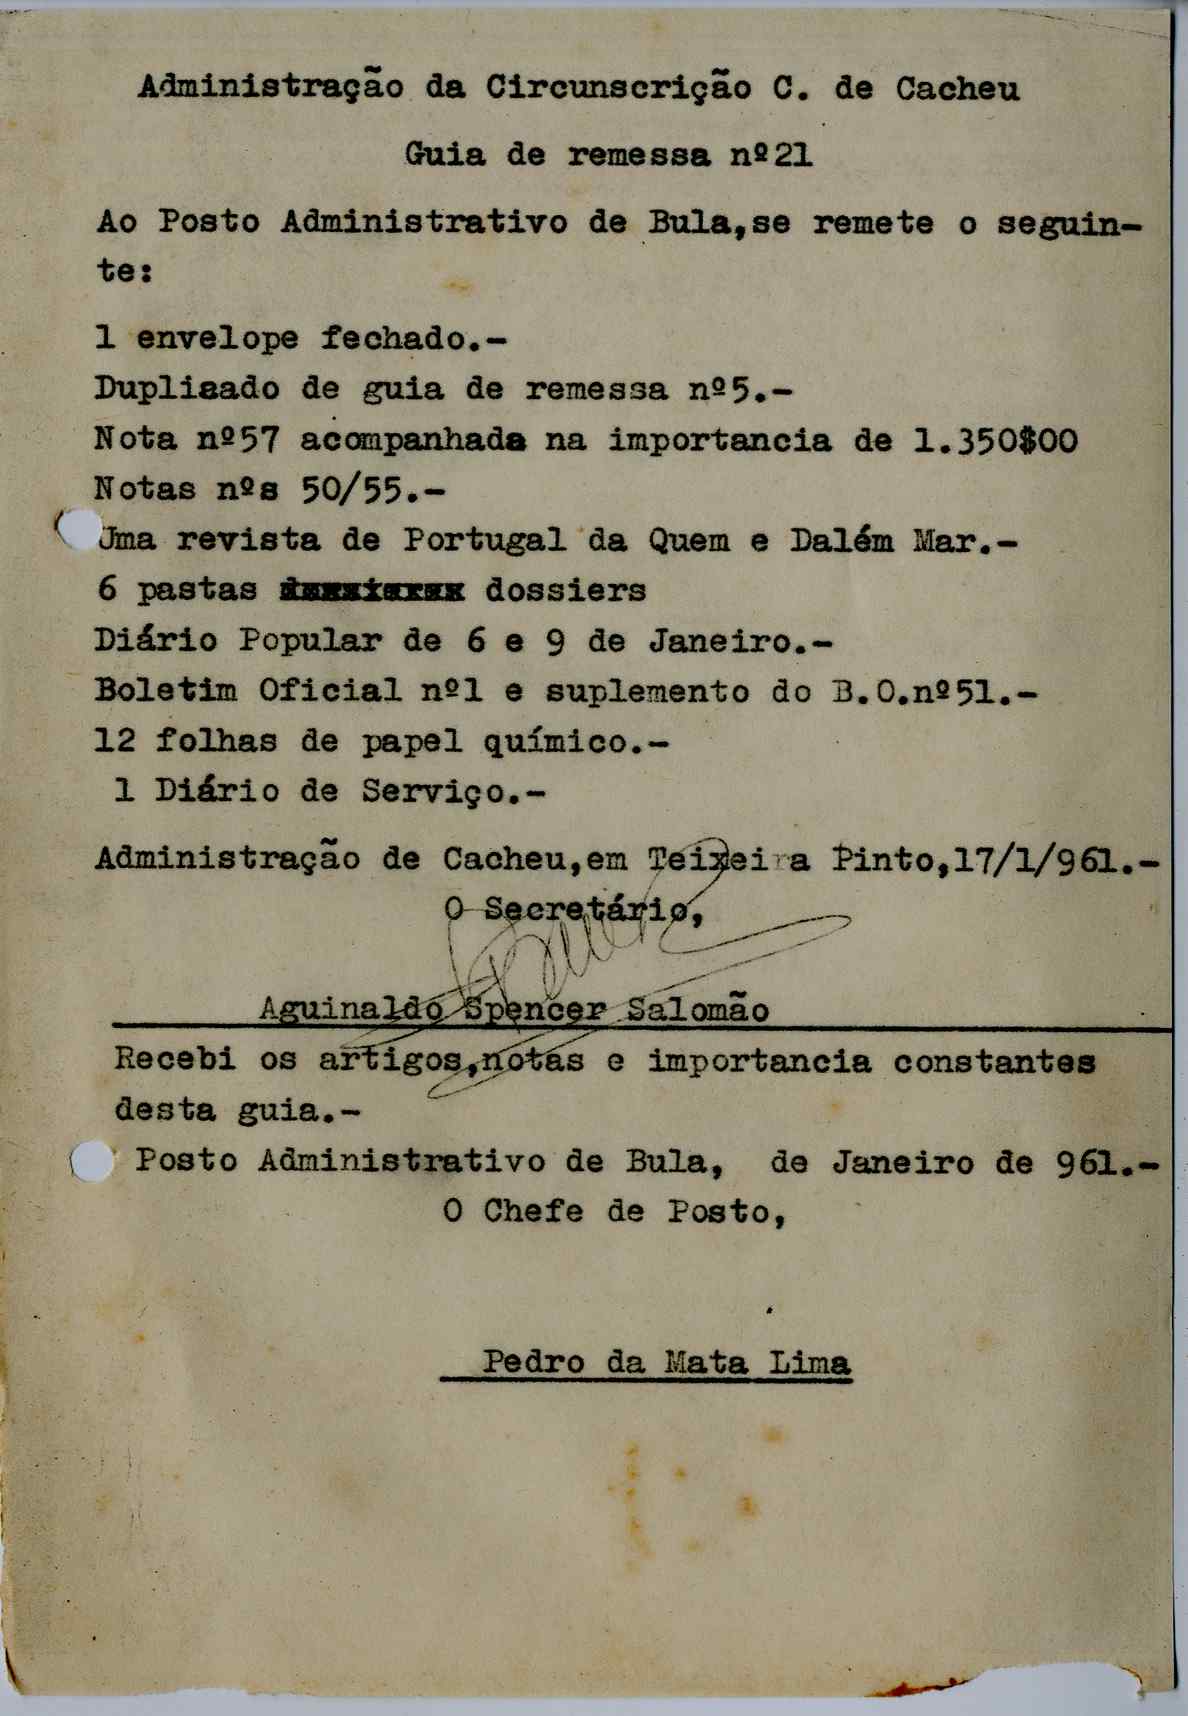 Administração da Circunscrição C. de Cacheu
Guia de remessa nº21
Ao Posto Administrativo de Bula,se remete o seguin-
te:
1 envelope fechado.-
Dupliaado de guia de remessa nº5.-
Nota nº57 acompanhada na importancia de 1.350$00
Notas nºs 50/55.-
Uma revista de Portugal da Quem e Dalém Mar.-
6 pastas dossiers
Diário Popular de 6 e 9 de Janeiro.-
Boletim Oficial nº1 e suplemento do B.O.nº51.-
12 folhas de papel químico.-
1 Diário de Serviço.-
Administração de Cacheu,em Teixeira Pinto,17/1/961.-
O Secretário,
Aguinaldo Spencer Salomão
Recebi os artigos,notas e importancia constantes
desta guia.-
Posto Administrativo de Bula, de Janeiro de 961.-
O Chefe de Posto,
Pedro da Mata Lima